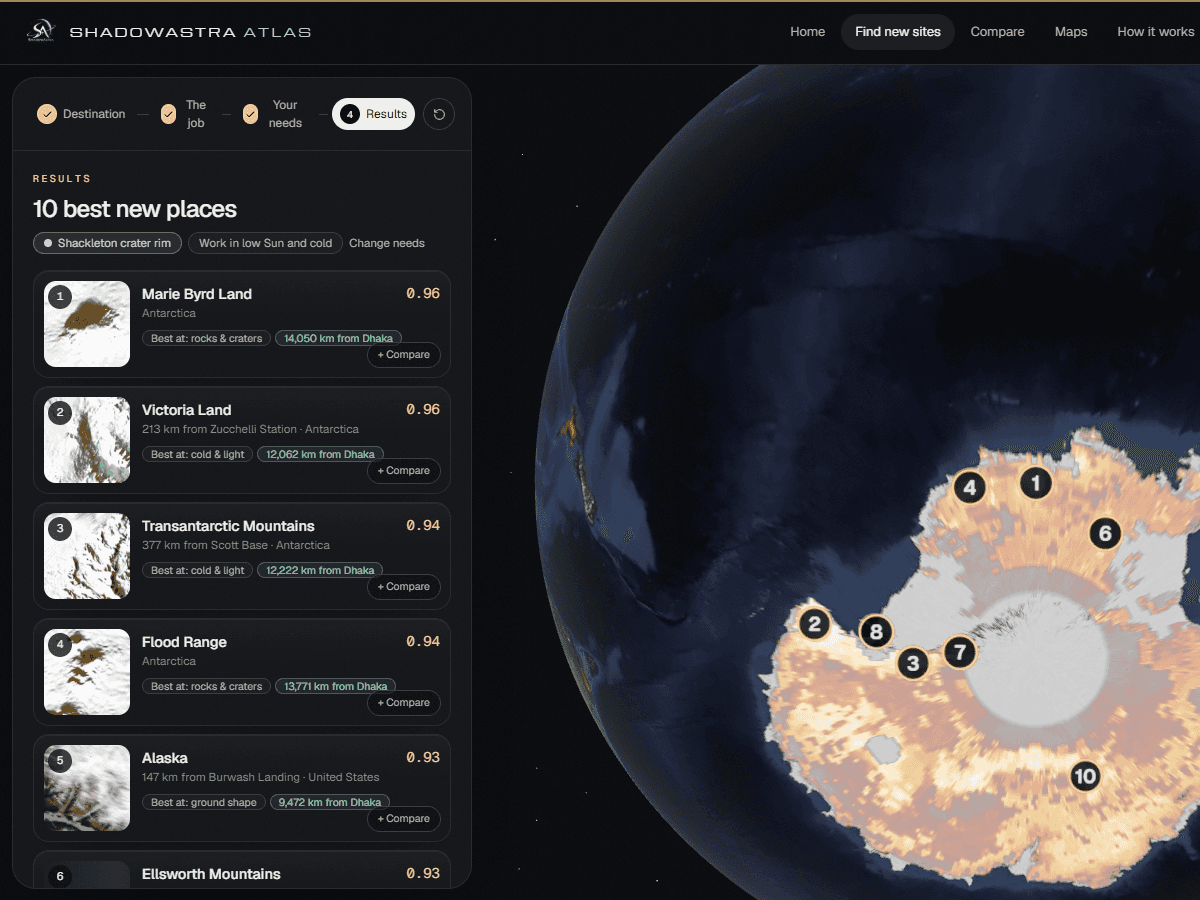 SHADOWASTRA ATLAS
Home
Find new sites
Compare
Maps
How it works
Destination
The
job
Your
needs
4
Results
RESULTS
10 best new places
Shackleton crater rim
Work in low Sun and cold
Change needs
1
Marie Byrd Land
0.96
Antarctica
Best at: rocks & craters
14,050 km from Dhaka
+ Compare
2
Victoria Land
0.96
213 km from Zucchelli Station · Antarctica
Best at: cold & light
12,062 km from Dhaka
+ Compare
3
Transantarctic Mountains
0.94
377 km from Scott Base · Antarctica
Best at: cold & light
12,222 km from Dhaka
+ Compare
4
Flood Range
0.94
Antarctica
Best at: rocks & craters
13,771 km from Dhaka
+ Compare
5
Alaska
0.93
147 km from Burwash Landing · United States
Best at: ground shape
9,472 km from Dhaka
+ Compare
6
Ellsworth Mountains
0.93
4
1
6
2
8
3
7
10